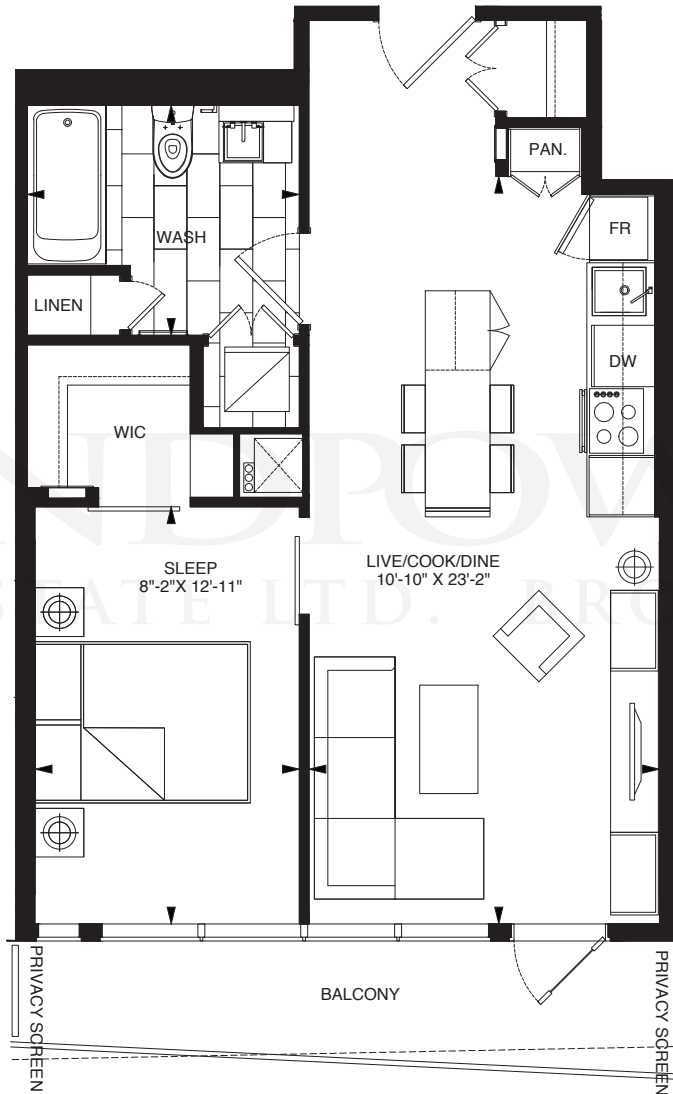 PAN.
FR
WASH
LINEN
DW
WIC
SLEEP
8"-2"X 12'-11"
LIVE/COOK/DINE
10'-10" X 23'-2"
BALCONY
PRIVACY SCREEN
PRIVACY SCREEN